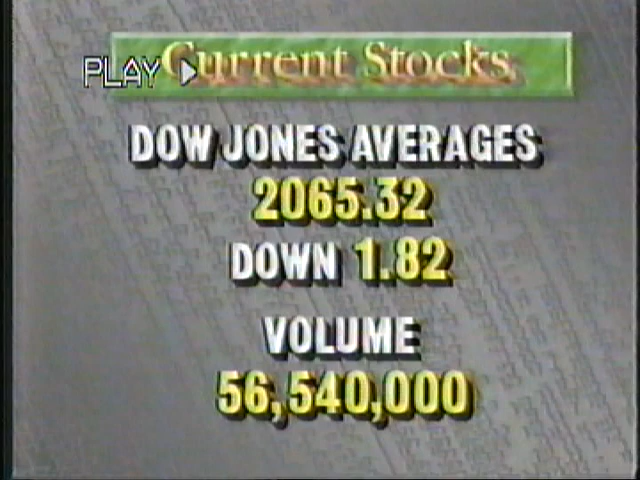 Current Stocks
PLAY
DOW JONES AVERAGES
2065.32
DOWN 1.82
VOLUME
56,540,000